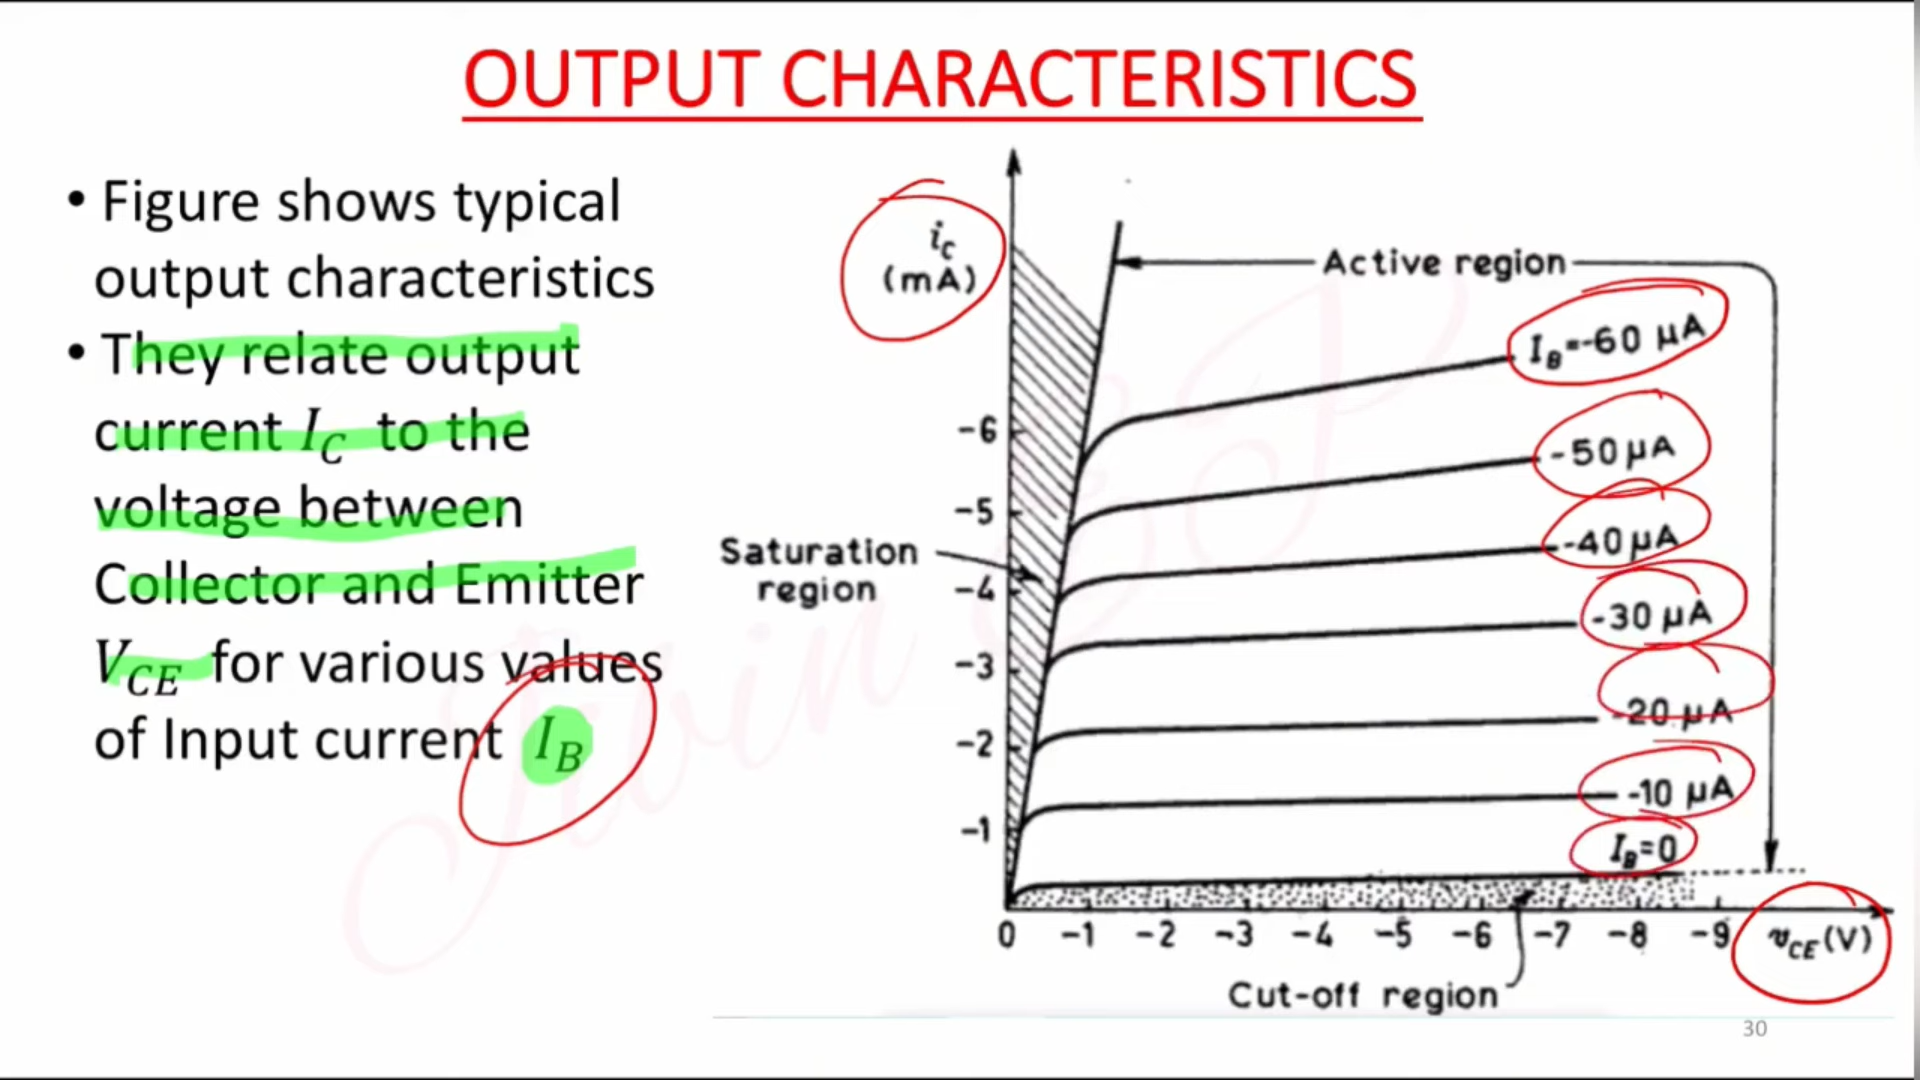 OUTPUT CHARACTERISTICS
• Figure shows typical
output characteristics
• They relate output
current I_C to the
voltage between
Collector and Emitter
V_CE for various values
of Input current I_B
i_c
(mA)
Active region
I_B=-60 μA
-50 μA
-40 μA
-30 μA
-20 μA
-10 μA
I_B=0
-6
-5
-4
-3
-2
-1
Saturation
region
0 -1 -2 -3 -4 -5 -6 -7 -8 -9 v_CE (V)
Cut-off region
30